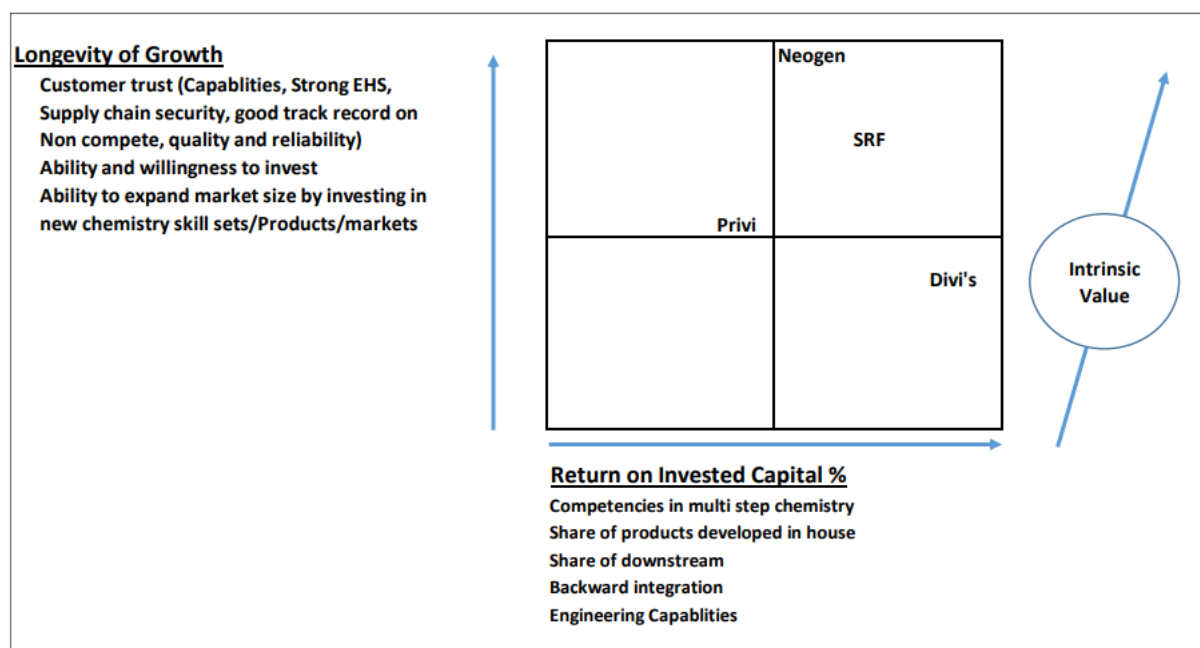 Longevity of Growth
Customer trust (Capablities, Strong EHS,
Supply chain security, good track record on
Non compete, quality and reliability)
Ability and willingness to invest
Ability to expand market size by investing in
new chemistry skill sets/Products/markets
Neogen
SRF
Privi
Divi's
Intrinsic
Value
Return on Invested Capital %
Competencies in multi step chemistry
Share of products developed in house
Share of downstream
Backward integration
Engineering Capablities